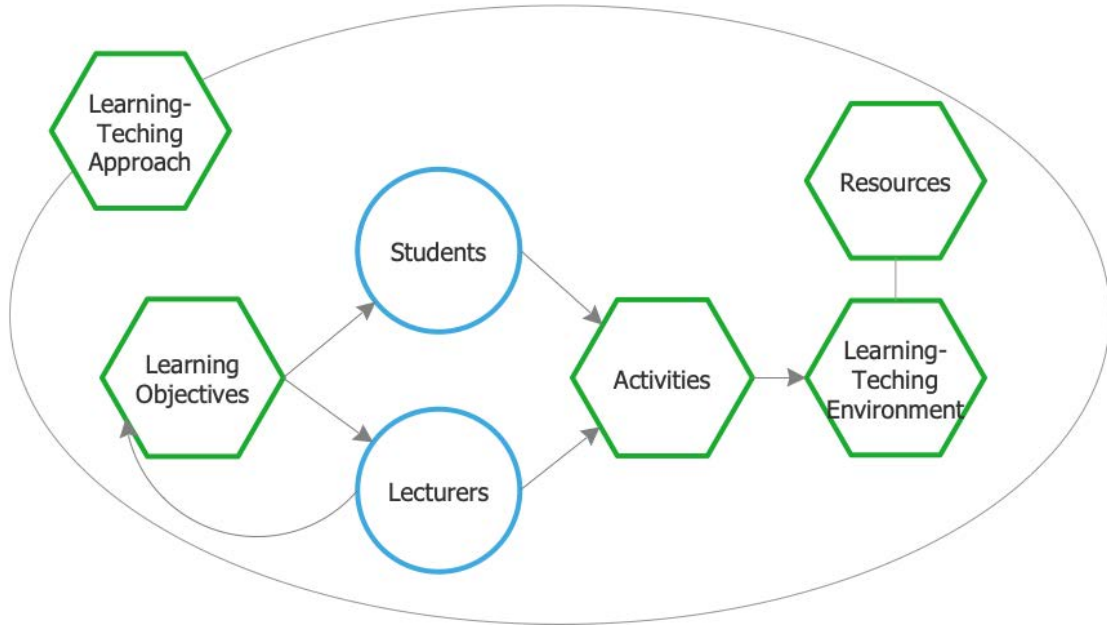 Learning-
Teching
Approach
Resources
Students
Learning
Objectives
Activities
Learning-
Teching
Environment
Lecturers